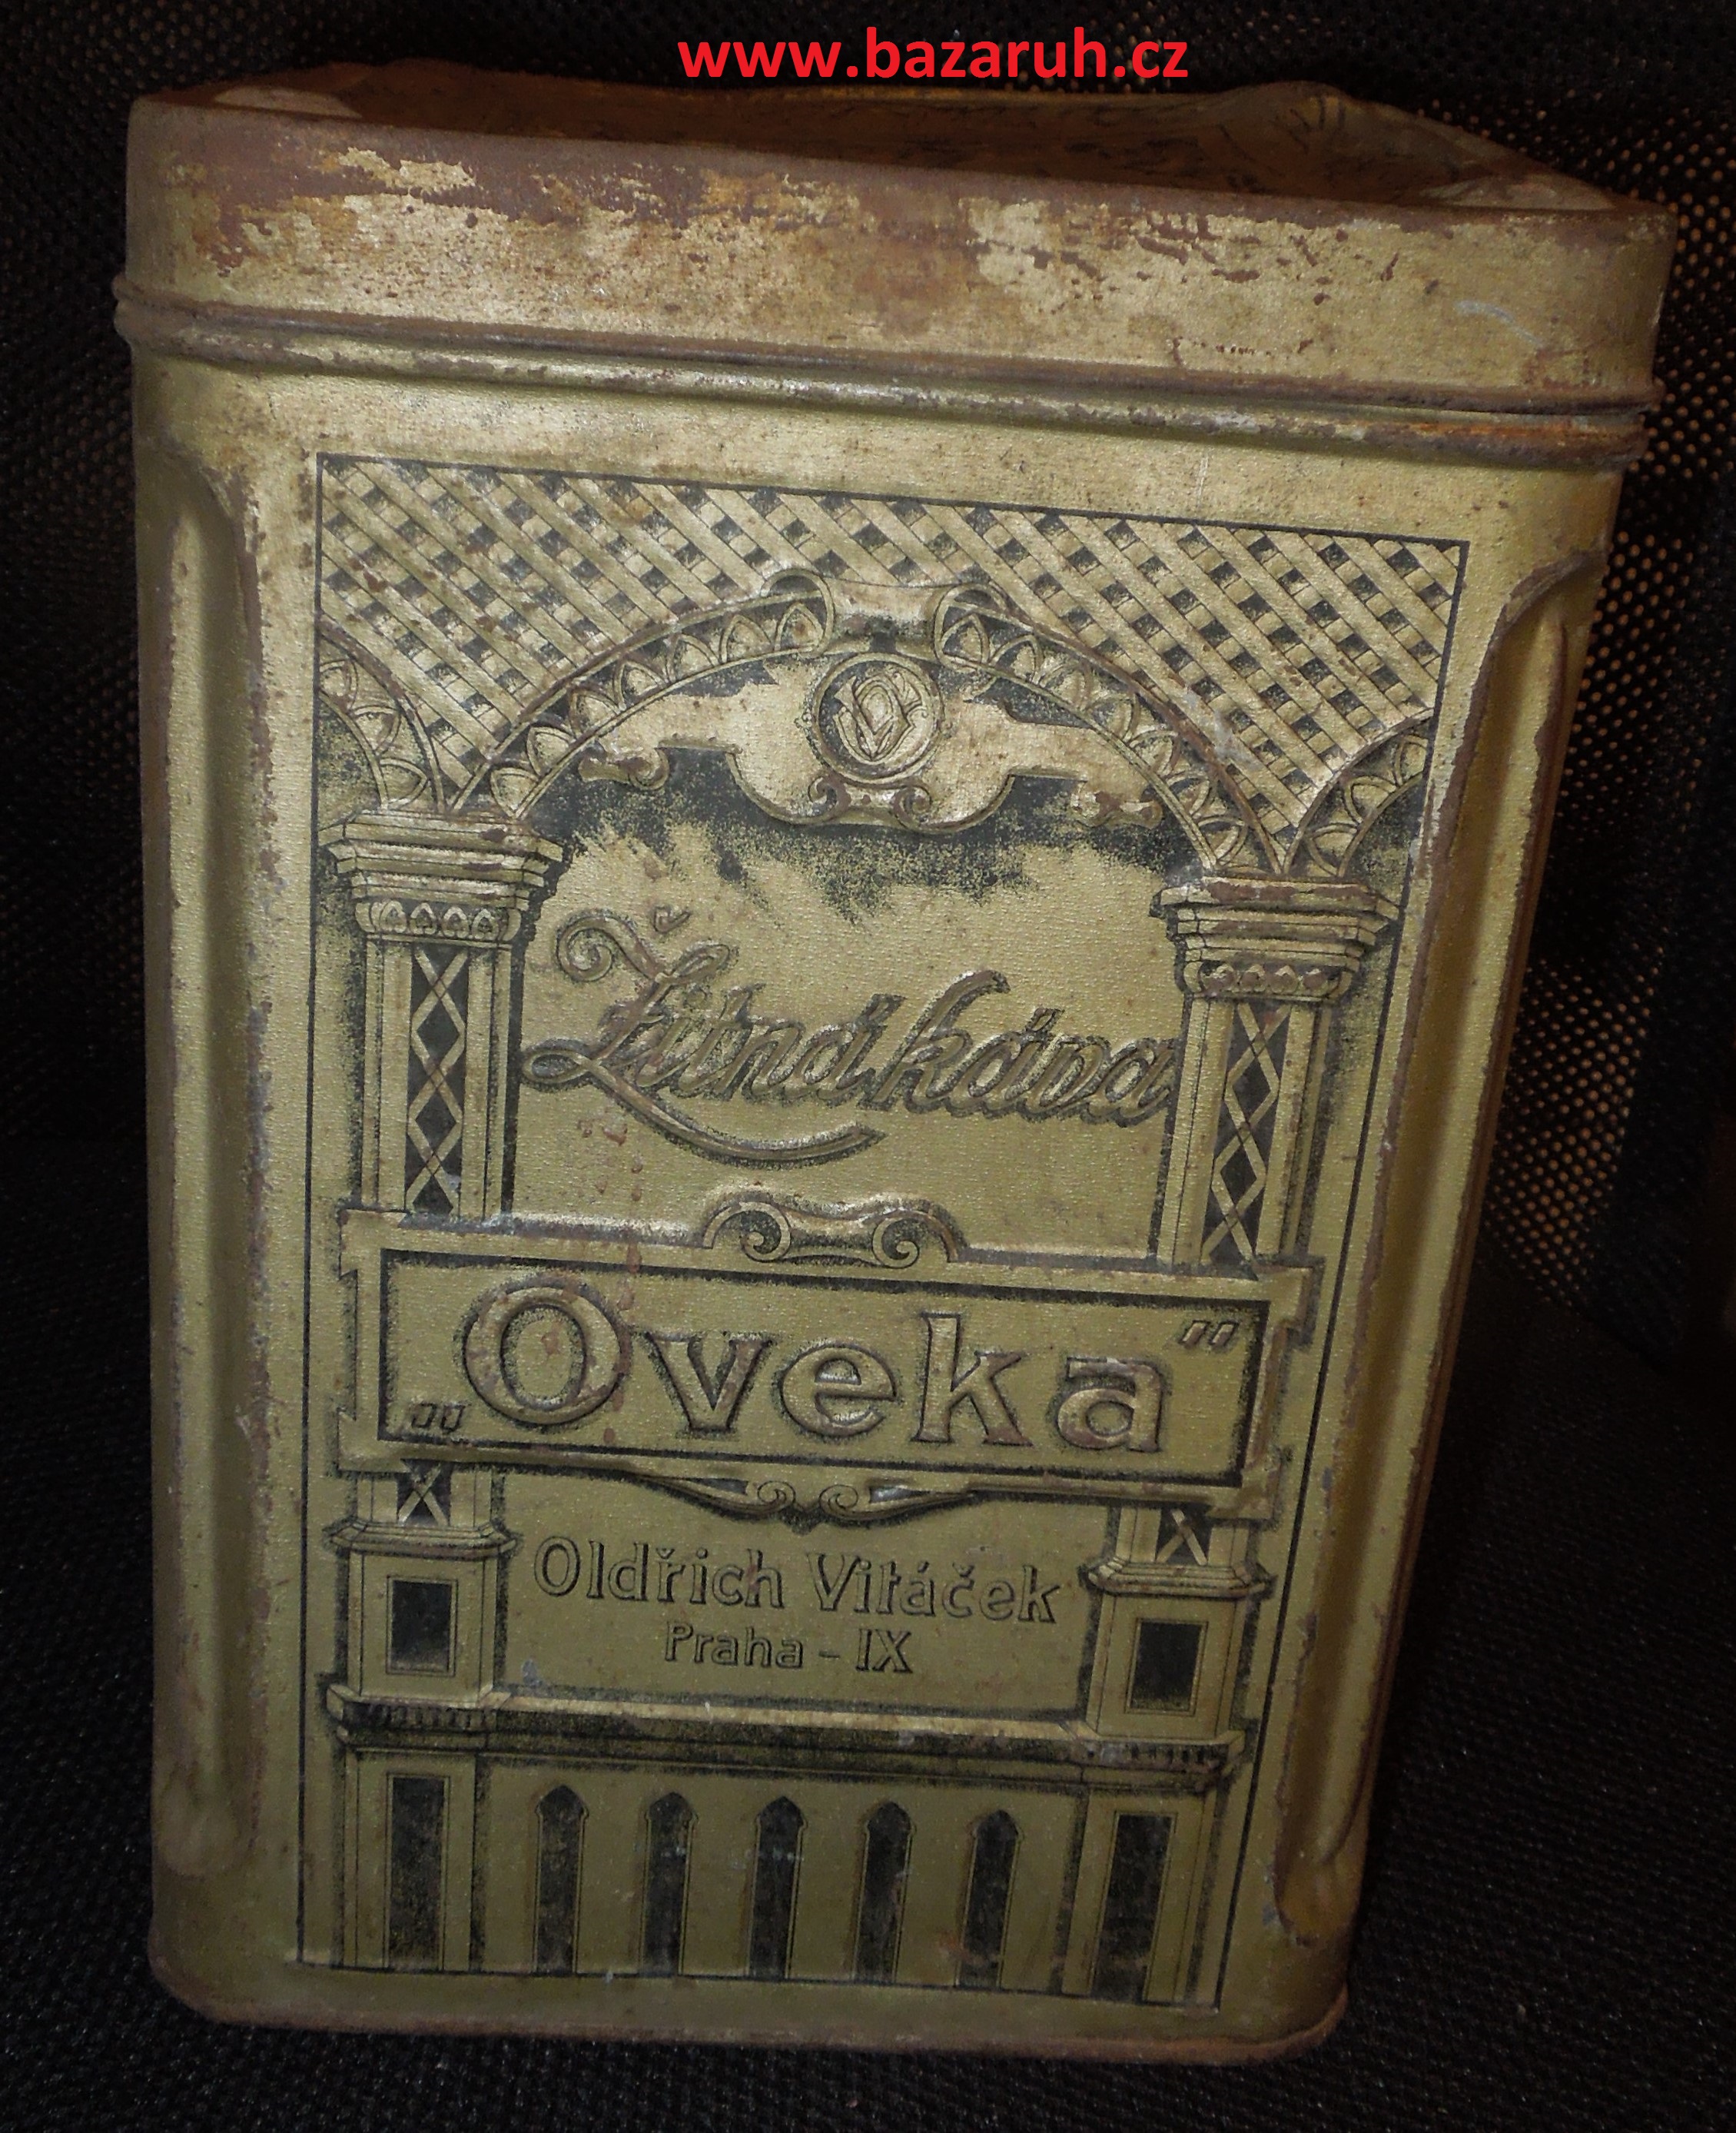 www.bazaruh.cz
Žitná káva
„Oveka"
Oldřich Vitáček
Praha - IX